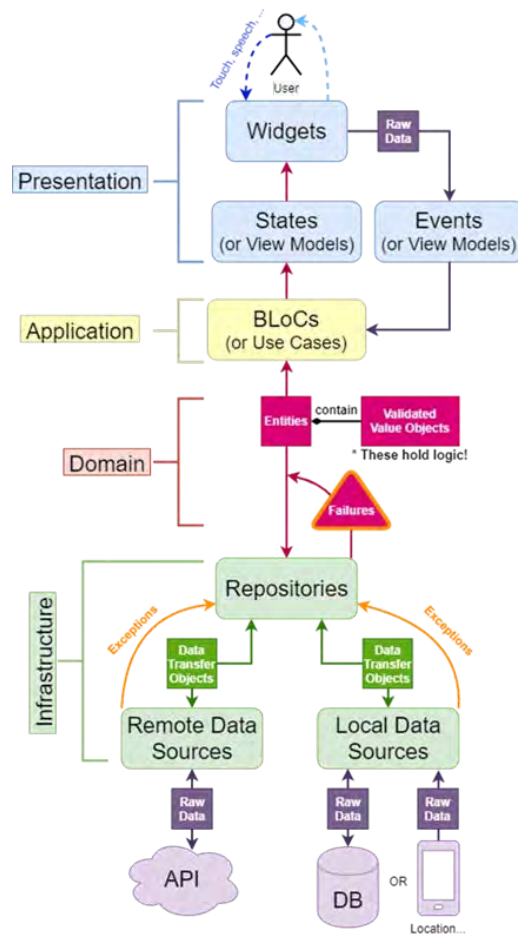 Touch, speech, ...
User
Widgets
Raw
Data
Presentation
States
(or View Models)
Events
(or View Models)
Application
BLoCs
(or Use Cases)
Entities
contain
Validated
Value Objects
* These hold logic!
Domain
Failures
Infrastructure
Repositories
Exceptions
Exceptions
Data
Transfer
Objects
Data
Transfer
Objects
Remote Data
Sources
Local Data
Sources
Raw
Data
Raw
Data
Raw
Data
API
DB
OR
Location...